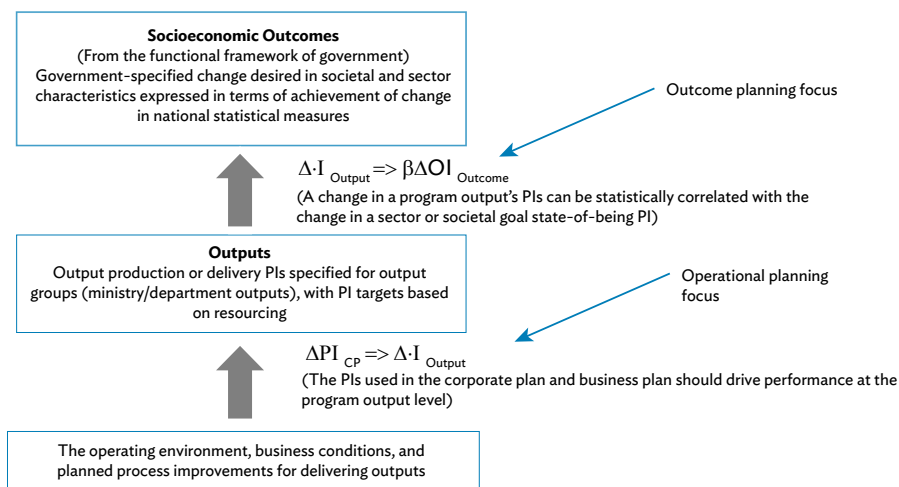 Socioeconomic Outcomes
(From the functional framework of government)
Government-specified change desired in societal and sector
characteristics expressed in terms of achievement of change
in national statistical measures
Outcome planning focus
Δ·I Output => βΔOI Outcome
(A change in a program output's PIs can be statistically correlated with the
change in a sector or societal goal state-of-being PI)
Outputs
Output production or delivery PIs specified for output
groups (ministry/department outputs), with PI targets based
on resourcing
Operational planning
focus
ΔPI CP => Δ·I Output
(The PIs used in the corporate plan and business plan should drive performance at the
program output level)
The operating environment, business conditions, and
planned process improvements for delivering outputs